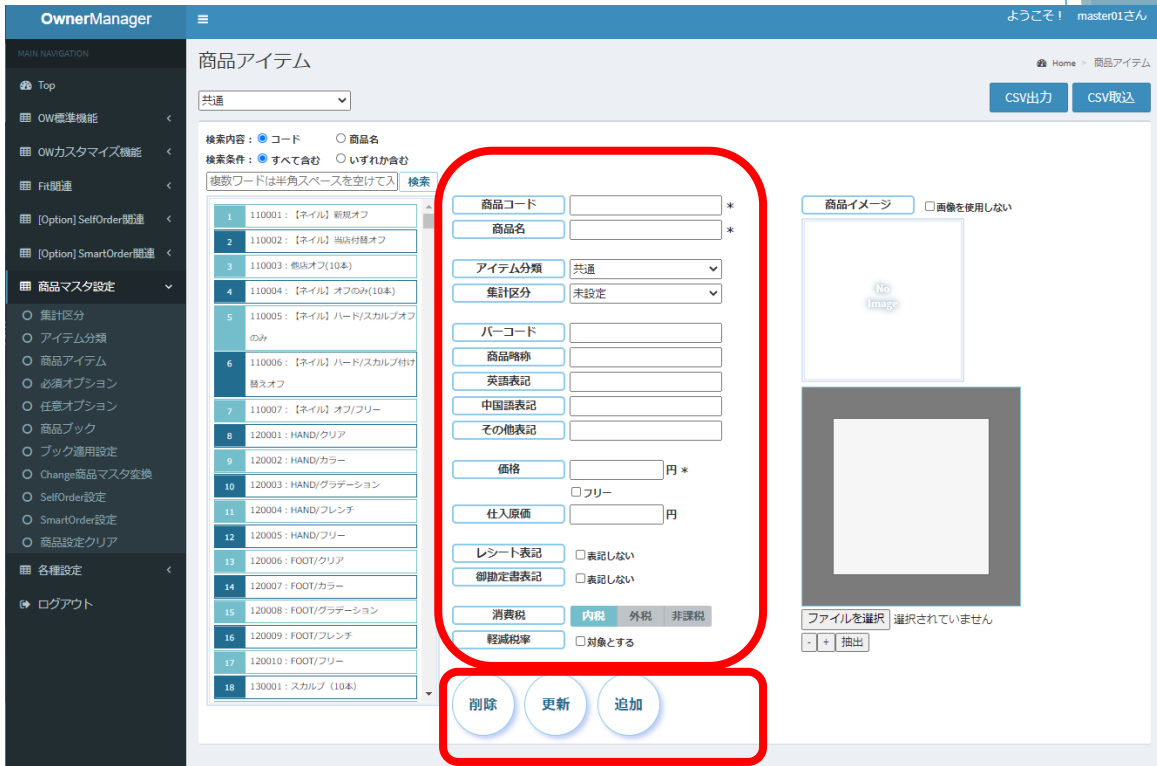 OwnerManager
ようこそ！ master01さん
MAIN NAVIGATION
Top
OW標準機能
OWカスタマイズ機能
Fit関連
[Option] SelfOrder関連
[Option] SmartOrder関連
商品マスタ設定
集計区分
アイテム分類
商品アイテム
必須オプション
任意オプション
商品ブック
ブック適用設定
Change商品マスタ変換
SelfOrder設定
SmartOrder設定
商品設定クリア
各種設定
ログアウト
商品アイテム
Home > 商品アイテム
共通
CSV出力 CSV取込
検索内容： コード 商品名
検索条件： すべて含む いずれか含む
複数ワードは半角スペースを空けて入 検索
1 110001：【ネイル】新規オフ
2 110002：【ネイル】当店付替オフ
3 110003：他店オフ(10本)
4 110004：【ネイル】オフのみ(10本)
5 110005：【ネイル】ハード/スカルプオフ
のみ
6 110006：【ネイル】ハード/スカルプ付け
替えオフ
7 110007：【ネイル】オフ/フリー
8 120001：HAND/クリア
9 120002：HAND/カラー
10 120003：HAND/グラデーション
11 120004：HAND/フレンチ
12 120005：HAND/フリー
13 120006：FOOT/クリア
14 120007：FOOT/カラー
15 120008：FOOT/グラデーション
16 120009：FOOT/フレンチ
17 120010：FOOT/フリー
18 130001：スカルプ（10本）
商品コード *
商品名 *
アイテム分類 共通
集計区分 未設定
バーコード
商品略称
英語表記
中国語表記
その他表記
価格 円 *
フリー
仕入原価 円
レシート表記 表記しない
御勘定書表記 表記しない
消費税 内税 外税 非課税
軽減税率 対象とする
削除 更新 追加
商品イメージ 画像を使用しない
No
Image
ファイルを選択 選択されていません
- + 抽出